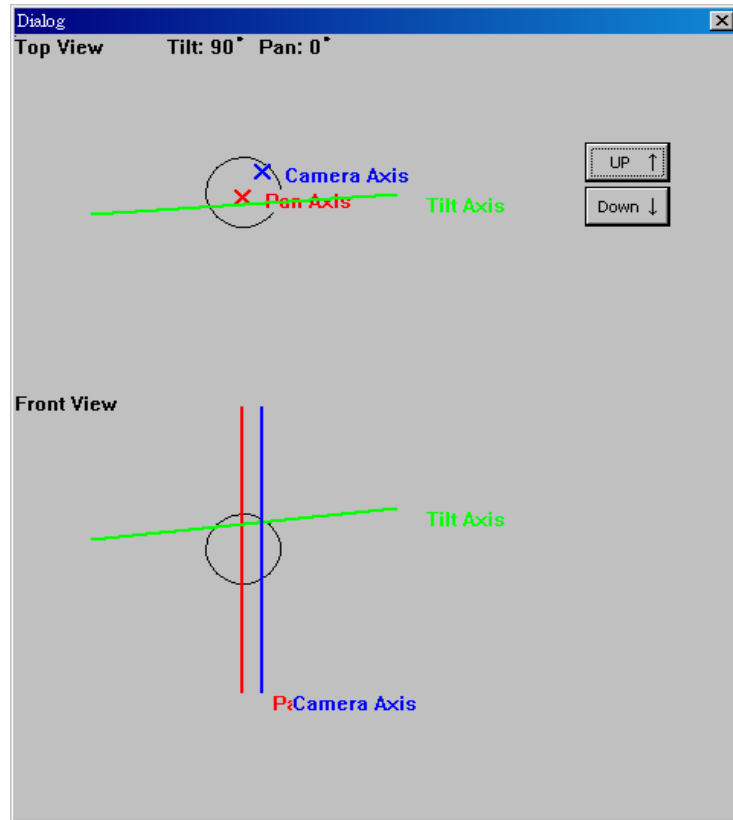 Dialog
Top View Tilt: 90° Pan: 0°
UP ↑
Camera Axis
Pan Axis
Tilt Axis
Down ↓
Front View
Tilt Axis
Camera Axis